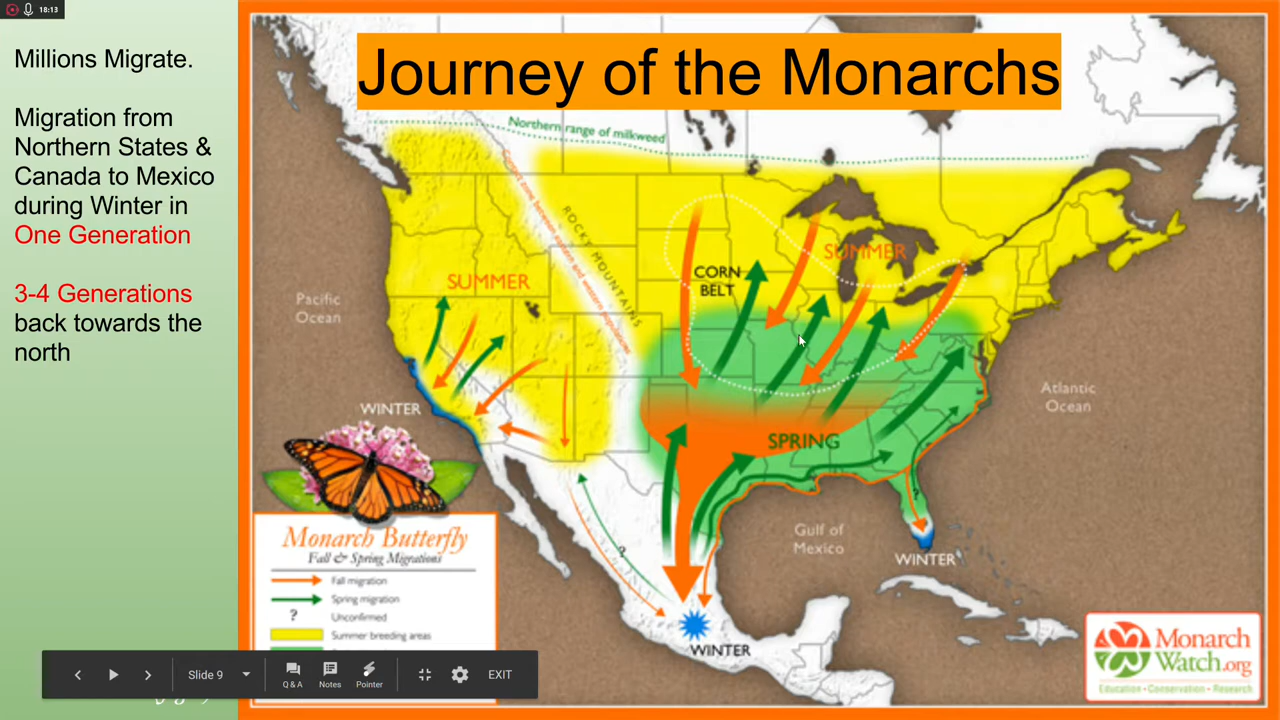 18:13
Millions Migrate.
Migration from
Northern States &
Canada to Mexico
during Winter in
One Generation
3-4 Generations
back towards the
north
Journey of the Monarchs
Northern range of milkweed
ROCKY MOUNTAINS
SUMMER
SUMMER
CORN
BELT
Pacific
Ocean
Atlantic
Ocean
WINTER
SPRING
?
?
Gulf of
Mexico
WINTER
WINTER
Monarch Butterfly
Fall & Spring Migrations
Fall migration
Spring migration
? Unconfirmed
Summer breeding areas
Monarch
Watch.org
Education • Conservation • Research
Slide 9
Q & A
Notes
Pointer
EXIT